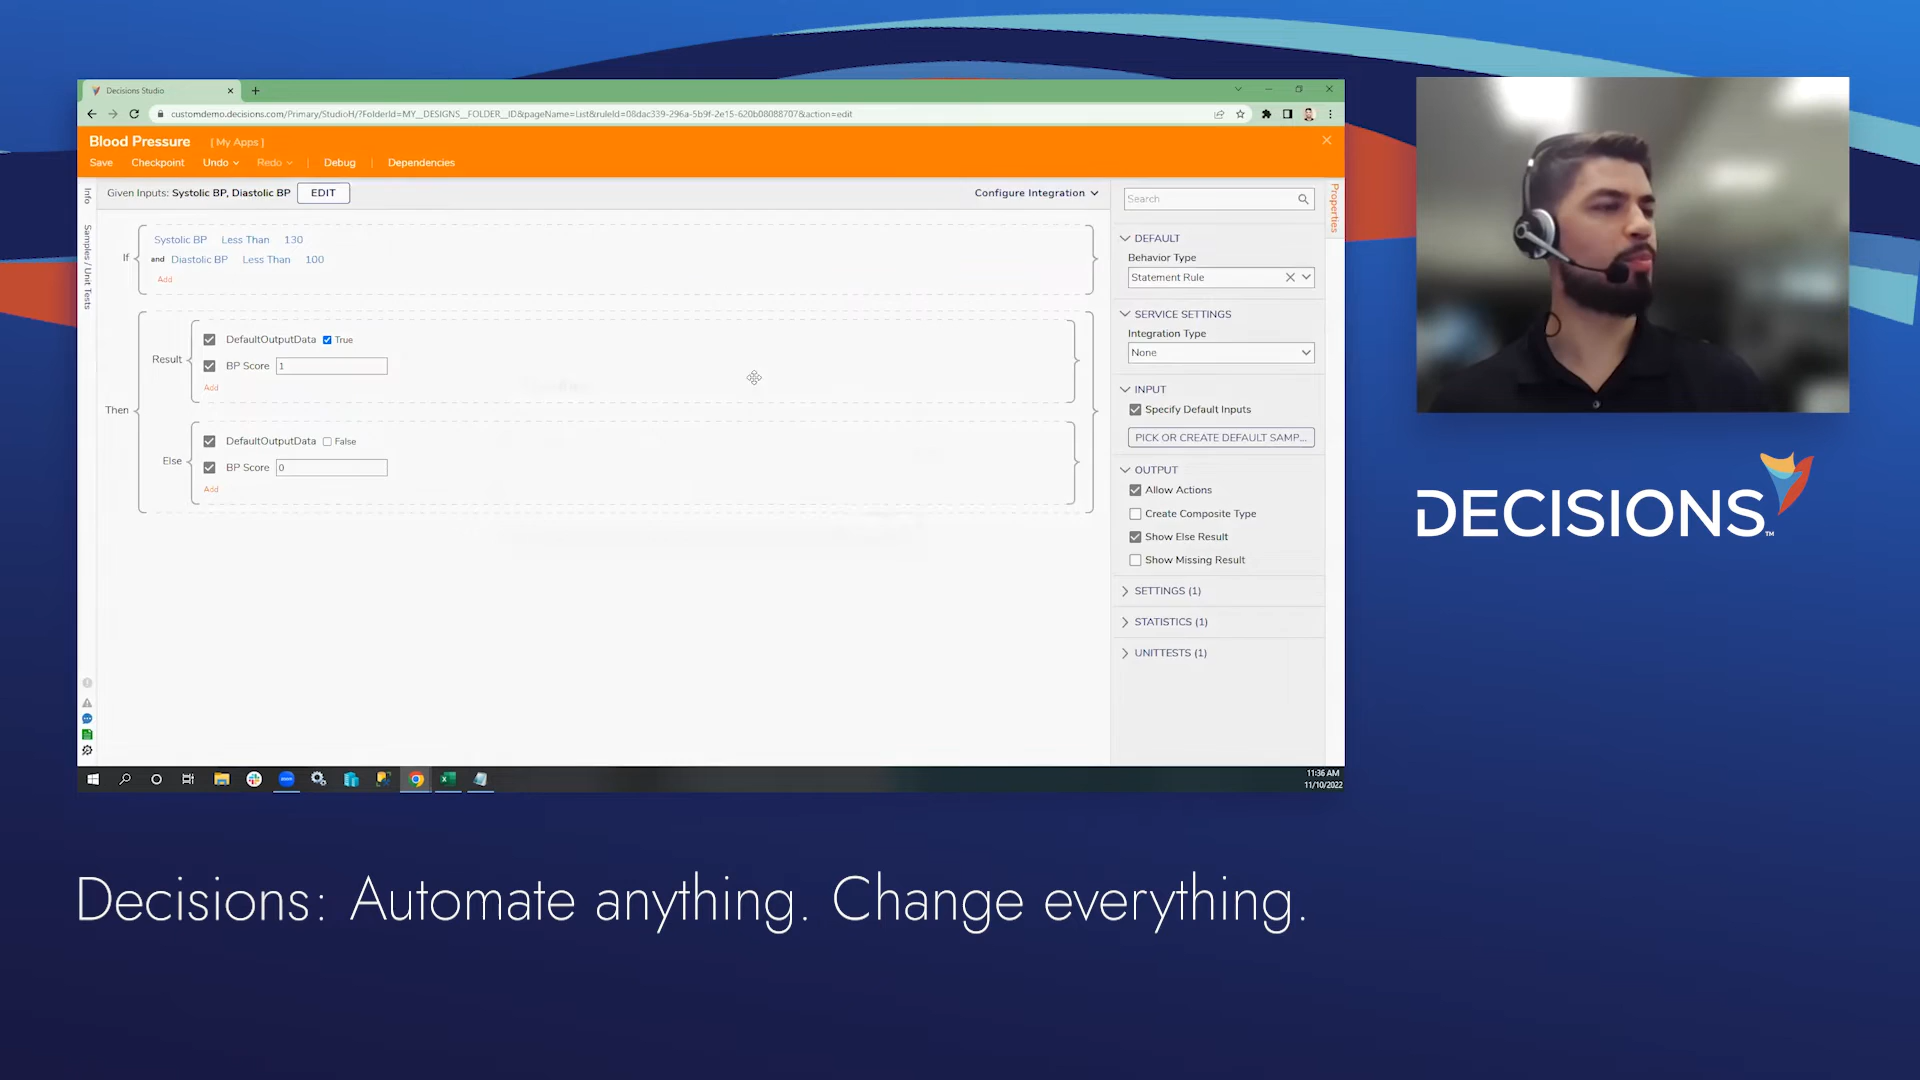 Decisions Studio
customdemo.decisions.com/Primary/StudioH/?FolderId=MY__DESIGNS__FOLDER__ID&pageName=List&ruleId=08dac339-296a-5b9f-2e15-620b08088707&action=edit
Blood Pressure [ My Apps ]
Save Checkpoint Undo Redo Debug Dependencies
Given Inputs: Systolic BP, Diastolic BP EDIT Configure Integration
Info
Samples / Unit Tests
If
Systolic BP Less Than 130
and Diastolic BP Less Than 100
Add
Then
Result
DefaultOutputData True
BP Score 1
Add
Else
DefaultOutputData False
BP Score 0
Add
Search
Properties
DEFAULT
Behavior Type
Statement Rule
SERVICE SETTINGS
Integration Type
None
INPUT
Specify Default Inputs
PICK OR CREATE DEFAULT SAMP...
OUTPUT
Allow Actions
Create Composite Type
Show Else Result
Show Missing Result
SETTINGS (1)
STATISTICS (1)
UNITTESTS (1)
11:36 AM
11/10/2022
DECISIONS™
Decisions: Automate anything. Change everything.